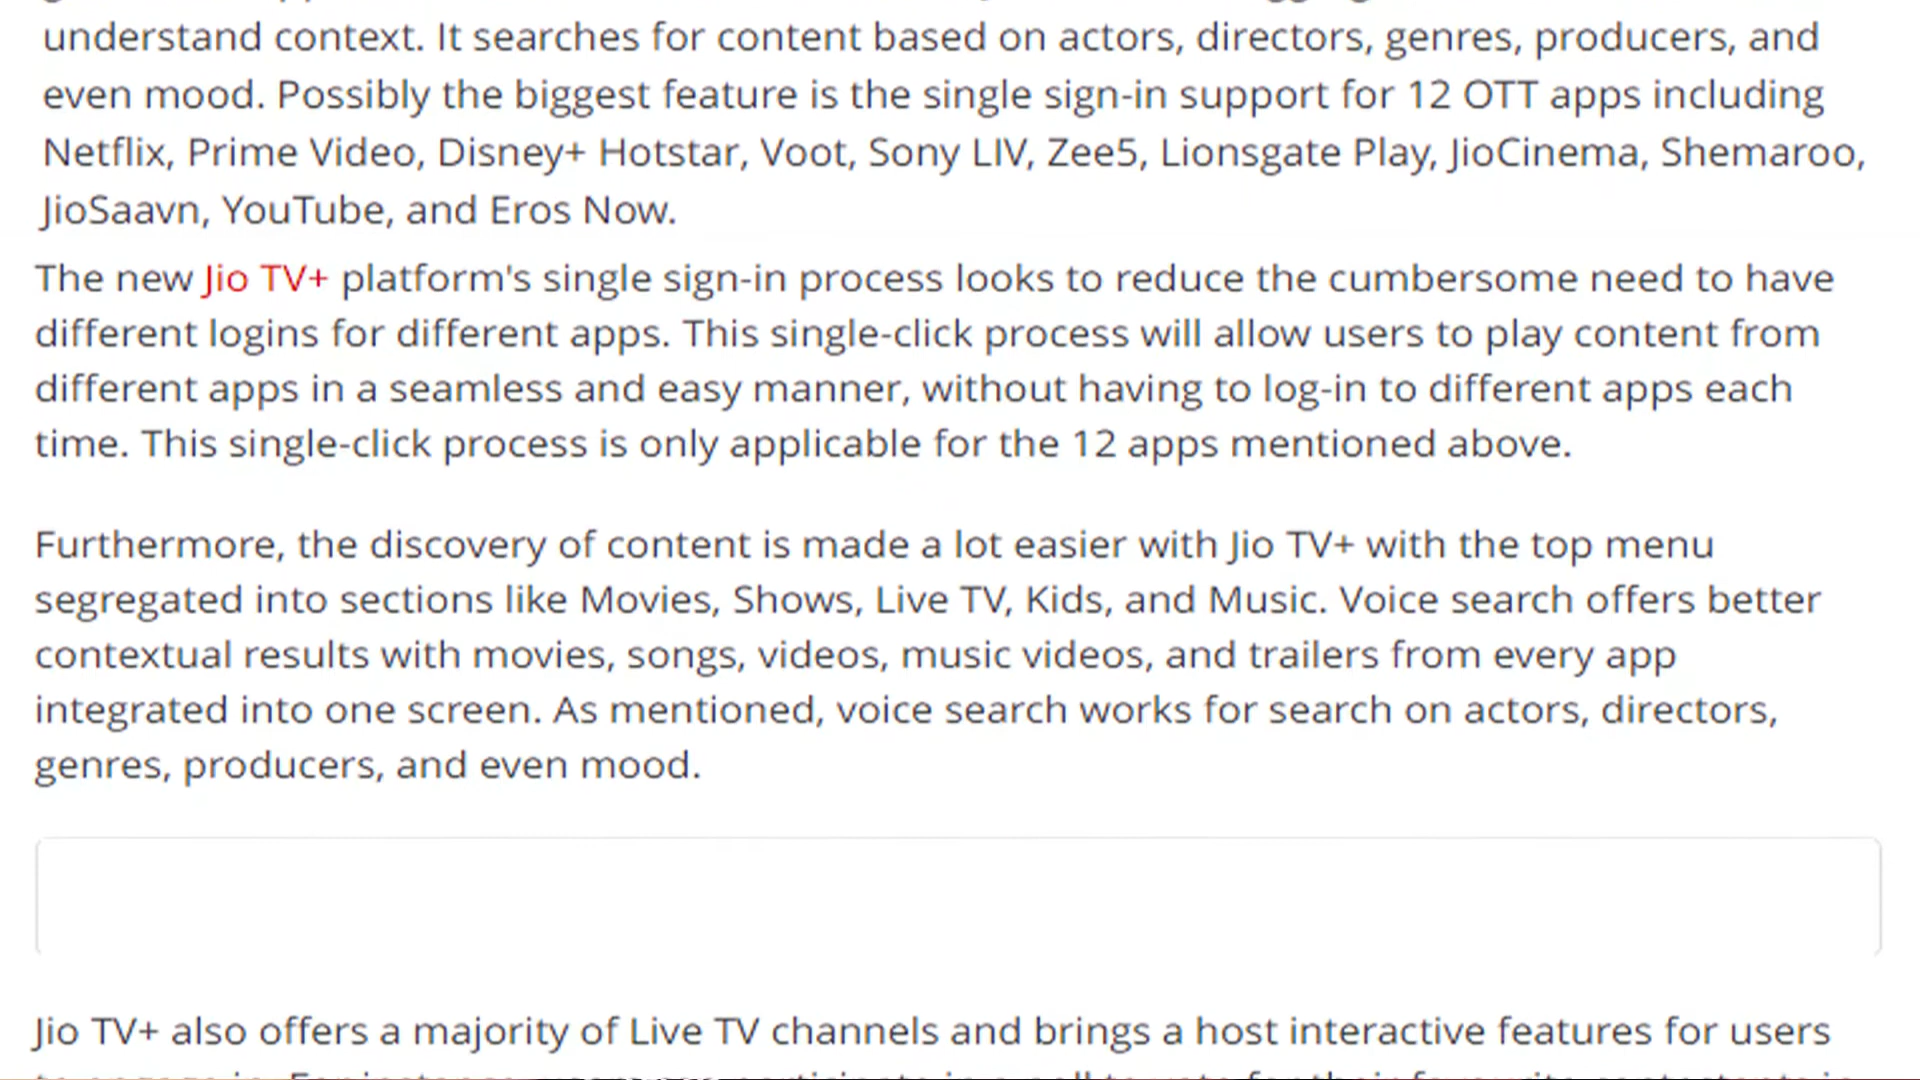 understand context. It searches for content based on actors, directors, genres, producers, and
even mood. Possibly the biggest feature is the single sign-in support for 12 OTT apps including
Netflix, Prime Video, Disney+ Hotstar, Voot, Sony LIV, Zee5, Lionsgate Play, JioCinema, Shemaroo,
JioSaavn, YouTube, and Eros Now.
The new Jio TV+ platform's single sign-in process looks to reduce the cumbersome need to have
different logins for different apps. This single-click process will allow users to play content from
different apps in a seamless and easy manner, without having to log-in to different apps each
time. This single-click process is only applicable for the 12 apps mentioned above.
Furthermore, the discovery of content is made a lot easier with Jio TV+ with the top menu
segregated into sections like Movies, Shows, Live TV, Kids, and Music. Voice search offers better
contextual results with movies, songs, videos, music videos, and trailers from every app
integrated into one screen. As mentioned, voice search works for search on actors, directors,
genres, producers, and even mood.
Jio TV+ also offers a majority of Live TV channels and brings a host interactive features for users